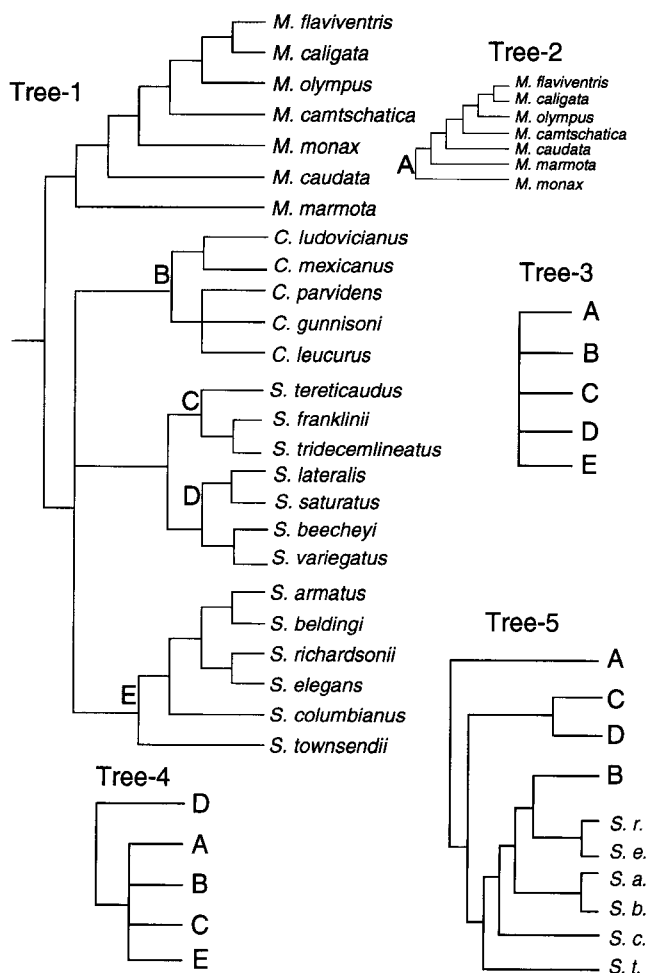 Tree-1
M. flaviventris
M. caligata
M. olympus
M. camtschatica
M. monax
M. caudata
M. marmota
B
C. ludovicianus
C. mexicanus
C. parvidens
C. gunnisoni
C. leucurus
C
S. tereticaudus
S. franklinii
S. tridecemlineatus
D
S. lateralis
S. saturatus
S. beecheyi
S. variegatus
E
S. armatus
S. beldingi
S. richardsonii
S. elegans
S. columbianus
S. townsendii
Tree-2
A
M. flaviventris
M. caligata
M. olympus
M. camtschatica
M. caudata
M. marmota
M. monax
Tree-3
A
B
C
D
E
Tree-4
D
A
B
C
E
Tree-5
A
C
D
B
S. r.
S. e.
S. a.
S. b.
S. c.
S. t.